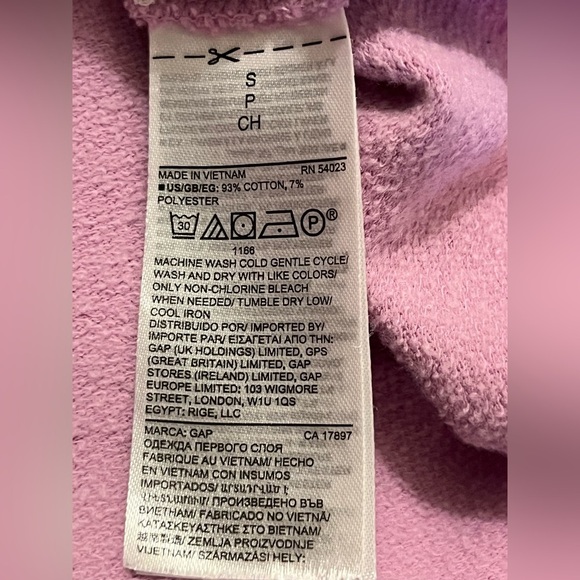 S
P
CH
MADE IN VIETNAM RN 54023
■ US/GB/EG: 93% COTTON, 7%
POLYESTER
30 P ®
1166
MACHINE WASH COLD GENTLE CYCLE/
WASH AND DRY WITH LIKE COLORS/
ONLY NON-CHLORINE BLEACH
WHEN NEEDED/ TUMBLE DRY LOW/
COOL IRON
DISTRIBUIDO POR/ IMPORTED BY/
IMPORTE PAR/ ΕΙΣΑΓΕΤΑΙ ΑΠΟ ΤΗΝ:
GAP (UK HOLDINGS) LIMITED, GPS
(GREAT BRITAIN) LIMITED, GAP
STORES (IRELAND) LIMITED, GAP
EUROPE LIMITED: 103 WIGMORE
STREET, LONDON, W1U 1QS
EGYPT: RIGE, LLC
MARCA: GAP CA 17897
ОДЕЖДА ПЕРВОГО СЛОЯ
FABRIQUE AU VIETNAM/ HECHO
EN VIETNAM CON INSUMOS
IMPORTADOS/
ПРОИЗВЕДЕНО ВЪВ
ВИЕТНАМ/ FABRICADO NO VIETNÃ/
ΚΑΤΑΣΚΕΥΑΣΤΗΚΕ ΣΤΟ ΒΙΕΤΝΑΜ/
ZEMLJA PROIZVODNJE
VIJETNAM/ SZÁRMAZÁSI HELY: